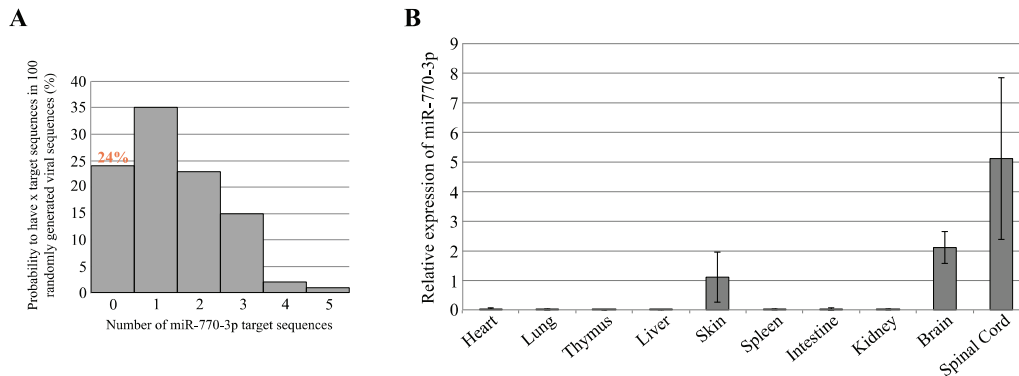 A
Probability to have x target sequences in 100
randomly generated viral sequences (%)
40
35
30
25
20
15
10
5
0
24%
0 1 2 3 4 5
Number of miR-770-3p target sequences
B
Relative expression of miR-770-3p
9
8
7
6
5
4
3
2
1
0
Heart
Lung
Thymus
Liver
Skin
Spleen
Intestine
Kidney
Brain
Spinal Cord